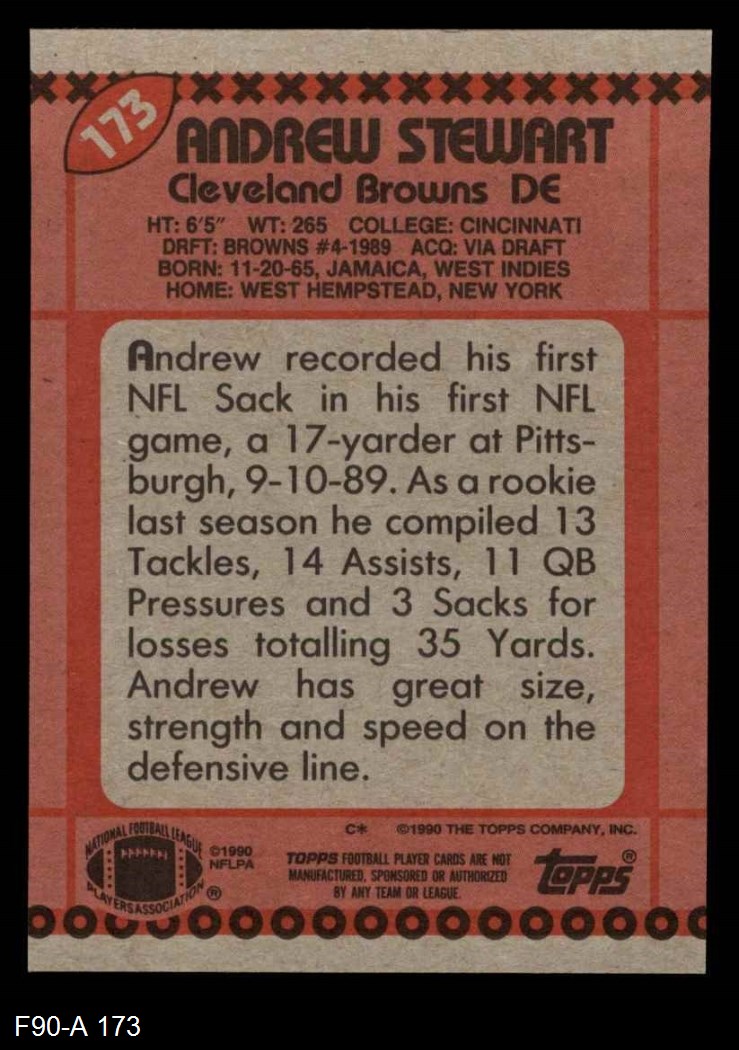 173
ANDREW STEWART
Cleveland Browns DE
HT: 6'5" WT: 265 COLLEGE: CINCINNATI
DRFT: BROWNS #4-1989 ACQ: VIA DRAFT
BORN: 11-20-65, JAMAICA, WEST INDIES
HOME: WEST HEMPSTEAD, NEW YORK
Andrew recorded his first
NFL Sack in his first NFL
game, a 17-yarder at Pitts-
burgh, 9-10-89. As a rookie
last season he compiled 13
Tackles, 14 Assists, 11 QB
Pressures and 3 Sacks for
losses totalling 35 Yards.
Andrew has great size,
strength and speed on the
defensive line.
C* ©1990 THE TOPPS COMPANY, INC.
NATIONAL FOOTBALL LEAGUE
PLAYERS ASSOCIATION ®
©1990
NFLPA
TOPPS FOOTBALL PLAYER CARDS ARE NOT
MANUFACTURED, SPONSORED OR AUTHORIZED
BY ANY TEAM OR LEAGUE.
TOPPS®
F90-A 173